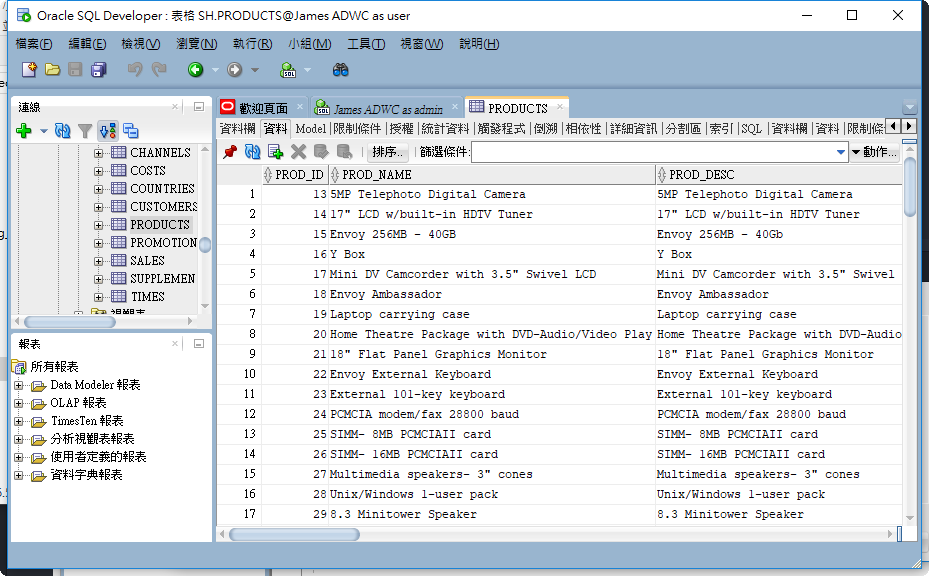 Oracle SQL Developer : 表格 SH.PRODUCTS@James ADWC as user
檔案(F) 編輯(E) 檢視(V) 瀏覽(N) 執行(R) 小組(M) 工具(T) 視窗(W) 說明(H)
連線
CHANNELS
COSTS
COUNTRIES
CUSTOMERS
PRODUCTS
PROMOTION
SALES
SUPPLEMEN
TIMES
報表
所有報表
Data Modeler 報表
OLAP 報表
TimesTen 報表
分析視觀表報表
使用者定義的報表
資料字典報表
歡迎頁面 James ADWC as admin PRODUCTS
資料欄 資料 Model 限制條件 授權 統計資料 觸發程式 倒溯 相依性 詳細資訊 分割區 索引 SQL 資料欄 資料 限制條
排序.. 篩選條件: 動作...
PROD_ID PROD_NAME PROD_DESC
1 13 5MP Telephoto Digital Camera 5MP Telephoto Digital Camera
2 14 17" LCD w/built-in HDTV Tuner 17" LCD w/built-in HDTV Tuner
3 15 Envoy 256MB - 40GB Envoy 256MB - 40Gb
4 16 Y Box Y Box
5 17 Mini DV Camcorder with 3.5" Swivel LCD Mini DV Camcorder with 3.5" Swivel
6 18 Envoy Ambassador Envoy Ambassador
7 19 Laptop carrying case Laptop carrying case
8 20 Home Theatre Package with DVD-Audio/Video Play Home Theatre Package with DVD-Audio
9 21 18" Flat Panel Graphics Monitor 18" Flat Panel Graphics Monitor
10 22 Envoy External Keyboard Envoy External Keyboard
11 23 External 101-key keyboard External 101-key keyboard
12 24 PCMCIA modem/fax 28800 baud PCMCIA modem/fax 28800 baud
13 25 SIMM- 8MB PCMCIAII card SIMM- 8MB PCMCIAII card
14 26 SIMM- 16MB PCMCIAII card SIMM- 16MB PCMCIAII card
15 27 Multimedia speakers- 3" cones Multimedia speakers- 3" cones
16 28 Unix/Windows 1-user pack Unix/Windows 1-user pack
17 29 8.3 Minitower Speaker 8.3 Minitower Speaker